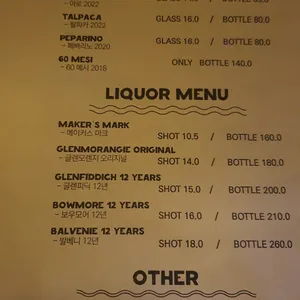 - 아로 2022
TALPACA GLASS 16.0 / BOTTLE 80.0
- 탈파카 2022
PEPARINO GLASS 16.0 / BOTTLE 80.0
- 페페리노 2020
60 MESI ONLY BOTTLE 140.0
- 60 메시 2018
LIQUOR MENU
MAKER'S MARK SHOT 10.5 / BOTTLE 160.0
- 메이커스 마크
GLENMORANGIE ORIGINAL SHOT 14.0 / BOTTLE 180.0
- 글렌모렌지 오리지널
GLENFIDDICH 12 YEARS SHOT 15.0 / BOTTLE 200.0
- 글렌피딕 12년
BOWMORE 12 YEARS SHOT 16.0 / BOTTLE 210.0
- 보우모어 12년
BALVENIE 12 YEARS SHOT 18.0 / BOTTLE 260.0
- 발베니 12년
OTHER